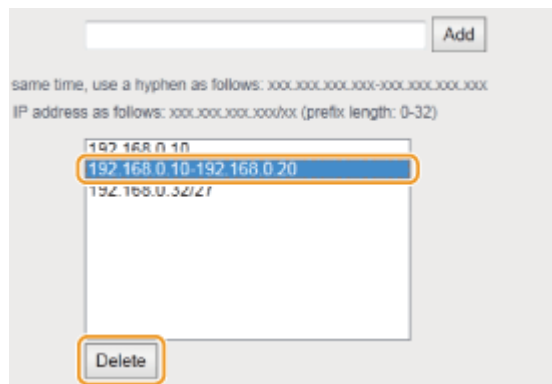 Add
same time, use a hyphen as follows: xxx.xxx.xxx.xxx-xxx.xxx.xxx.xxx
IP address as follows: xxx.xxx.xxx.xxx/xx (prefix length: 0-32)
192.168.0.10
192.168.0.10-192.168.0.20
192.168.0.32/27
Delete